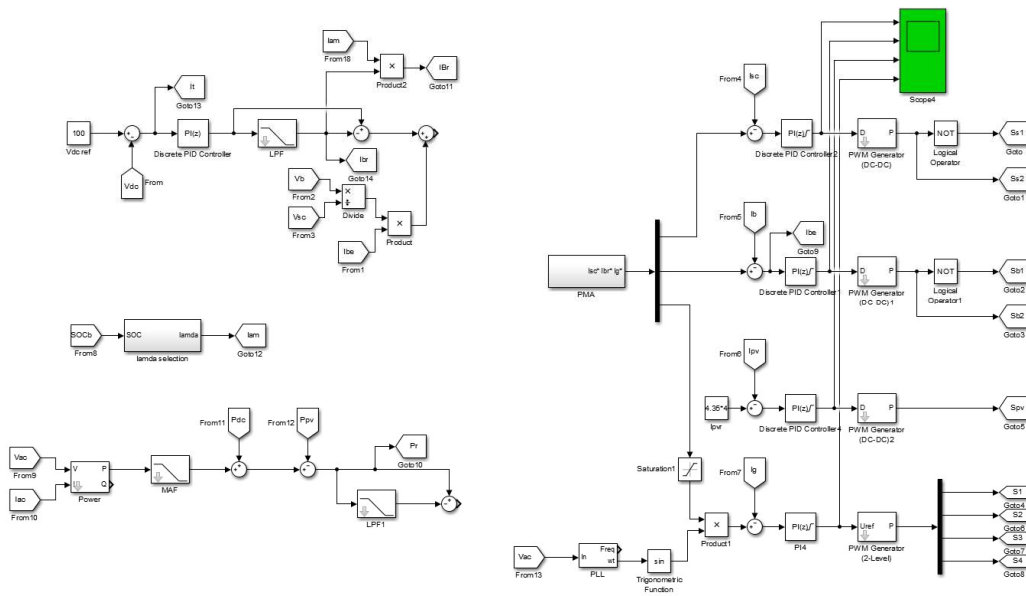 Iam
From18
×
Product2
IBr
Goto11
It
Goto13
100
Vdc ref
PI(z)
Discrete PID Controller
LPF
Vdc
From
Ibr
Goto14
Vb
From2
×
÷
Divide
Vsc
From3
×
Product
Ibe
From1
SOCb
From8
SOC
lamda
lamda selection
lam
Goto12
Vac
From9
Iac
From10
V
I
P
Q
Power
MAF
From11
Pdc
From12
Ppv
Pr
Goto10
LPF1
Scope4
From4
Isc
PI(z)
Discrete PID Controller2
D
P
PWM Generator
(DC-DC)
NOT
Logical
Operator
Ss1
Goto
Ss2
Goto1
From5
Ib
Ibe
Goto9
Isc* Ibr* Ig*
PMA
PI(z)
Discrete PID Controller1
D
P
PWM Generator
(DC-DC)1
NOT
Logical
Operator1
Sb1
Goto2
Sb2
Goto3
From6
Ipv
4.35*4
Ipvr
PI(z)
Discrete PID Controller4
D
P
PWM Generator
(DC-DC)2
Spv
Goto5
Saturation1
From7
Ig
×
Product1
PI(z)
PI4
Uref
P
PWM Generator
(2-Level)
S1
Goto4
S2
Goto6
S3
Goto7
S4
Goto8
Vac
From13
In
Freq
wt
PLL
sin
Trigonometric
Function